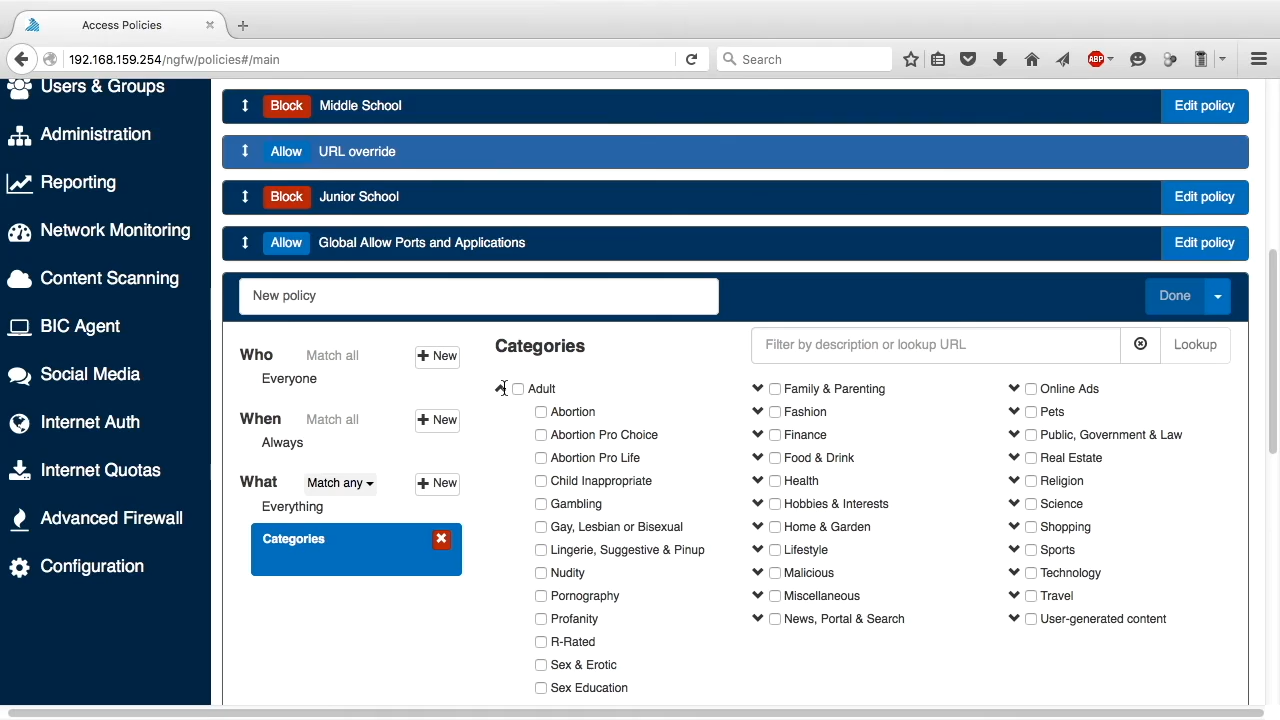 Access Policies
192.168.159.254/ngfw/policies#/main
Search
ABP
Users & Groups
Administration
Reporting
Network Monitoring
Content Scanning
BIC Agent
Social Media
Internet Auth
Internet Quotas
Advanced Firewall
Configuration
Block Middle School Edit policy
Allow URL override
Block Junior School Edit policy
Allow Global Allow Ports and Applications Edit policy
New policy Done
Who Match all + New
Everyone
When Match all + New
Always
What Match any + New
Everything
Categories
Categories
Filter by description or lookup URL Lookup
Adult
Abortion
Abortion Pro Choice
Abortion Pro Life
Child Inappropriate
Gambling
Gay, Lesbian or Bisexual
Lingerie, Suggestive & Pinup
Nudity
Pornography
Profanity
R-Rated
Sex & Erotic
Sex Education
Family & Parenting
Fashion
Finance
Food & Drink
Health
Hobbies & Interests
Home & Garden
Lifestyle
Malicious
Miscellaneous
News, Portal & Search
Online Ads
Pets
Public, Government & Law
Real Estate
Religion
Science
Shopping
Sports
Technology
Travel
User-generated content